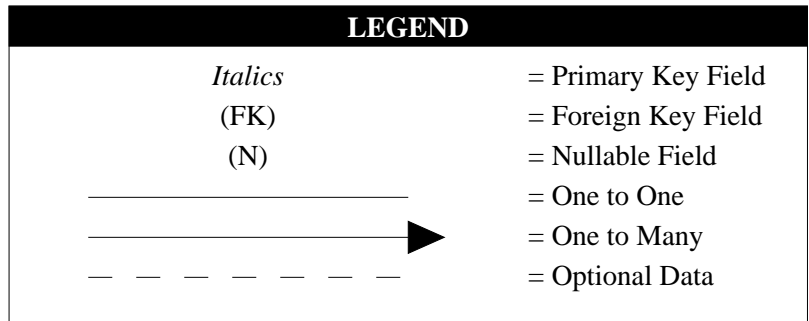 LEGEND
Italics = Primary Key Field
(FK) = Foreign Key Field
(N) = Nullable Field
= One to One
= One to Many
= Optional Data